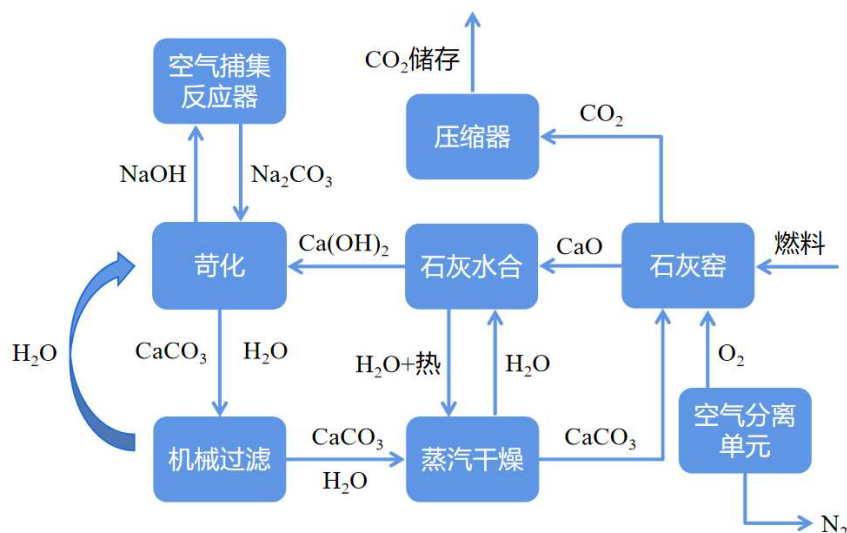 CO₂储存
空气捕集
反应器
压缩器
CO₂
NaOH
Na₂CO₃
苛化
Ca(OH)₂
石灰水合
CaO
石灰窑
燃料
H₂O
CaCO₃
H₂O
H₂O+热
H₂O
O₂
机械过滤
CaCO₃
H₂O
蒸汽干燥
CaCO₃
空气分离
单元
N₂